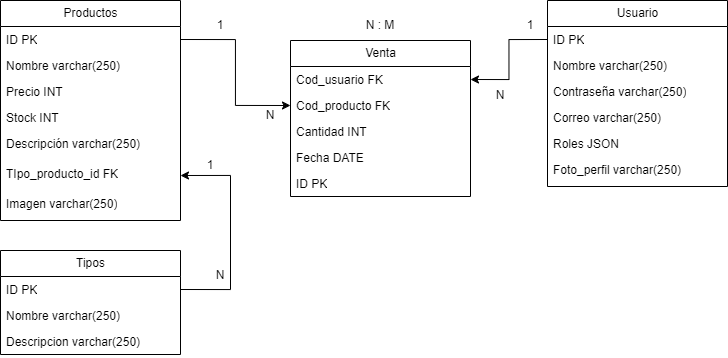 Productos
ID PK
Nombre varchar(250)
Precio INT
Stock INT
Descripción varchar(250)
TIpo_producto_id FK
Imagen varchar(250)
1
N
N : M
Venta
Cod_usuario FK
Cod_producto FK
Cantidad INT
Fecha DATE
ID PK
1
N
Usuario
ID PK
Nombre varchar(250)
Contraseña varchar(250)
Correo varchar(250)
Roles JSON
Foto_perfil varchar(250)
1
N
Tipos
ID PK
Nombre varchar(250)
Descripcion varchar(250)